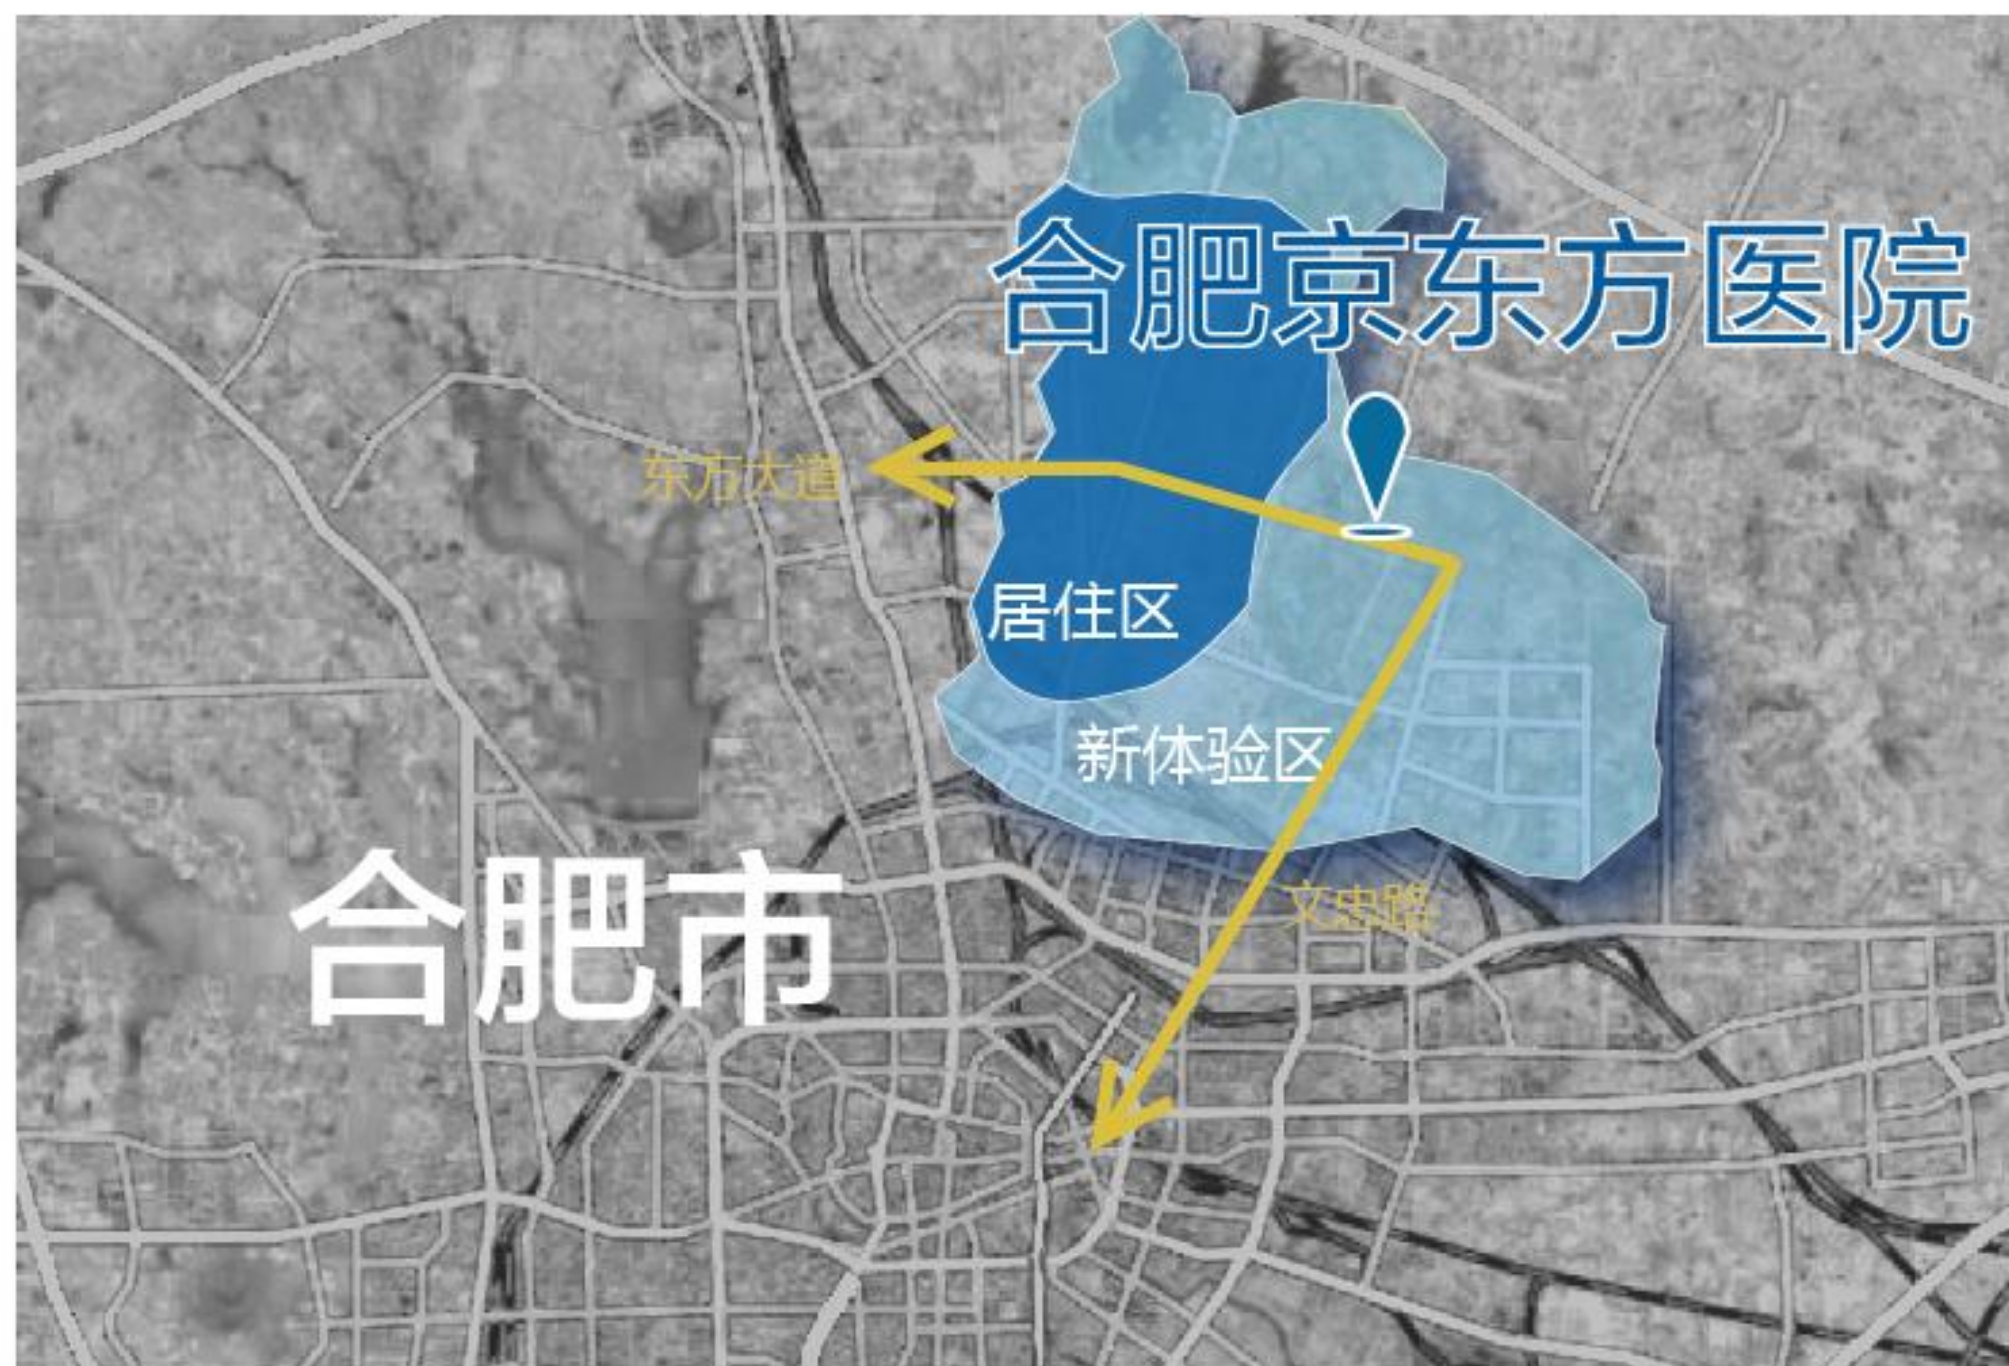 合肥京东方医院
东方大道
居住区
新体验区
合肥市
文忠路